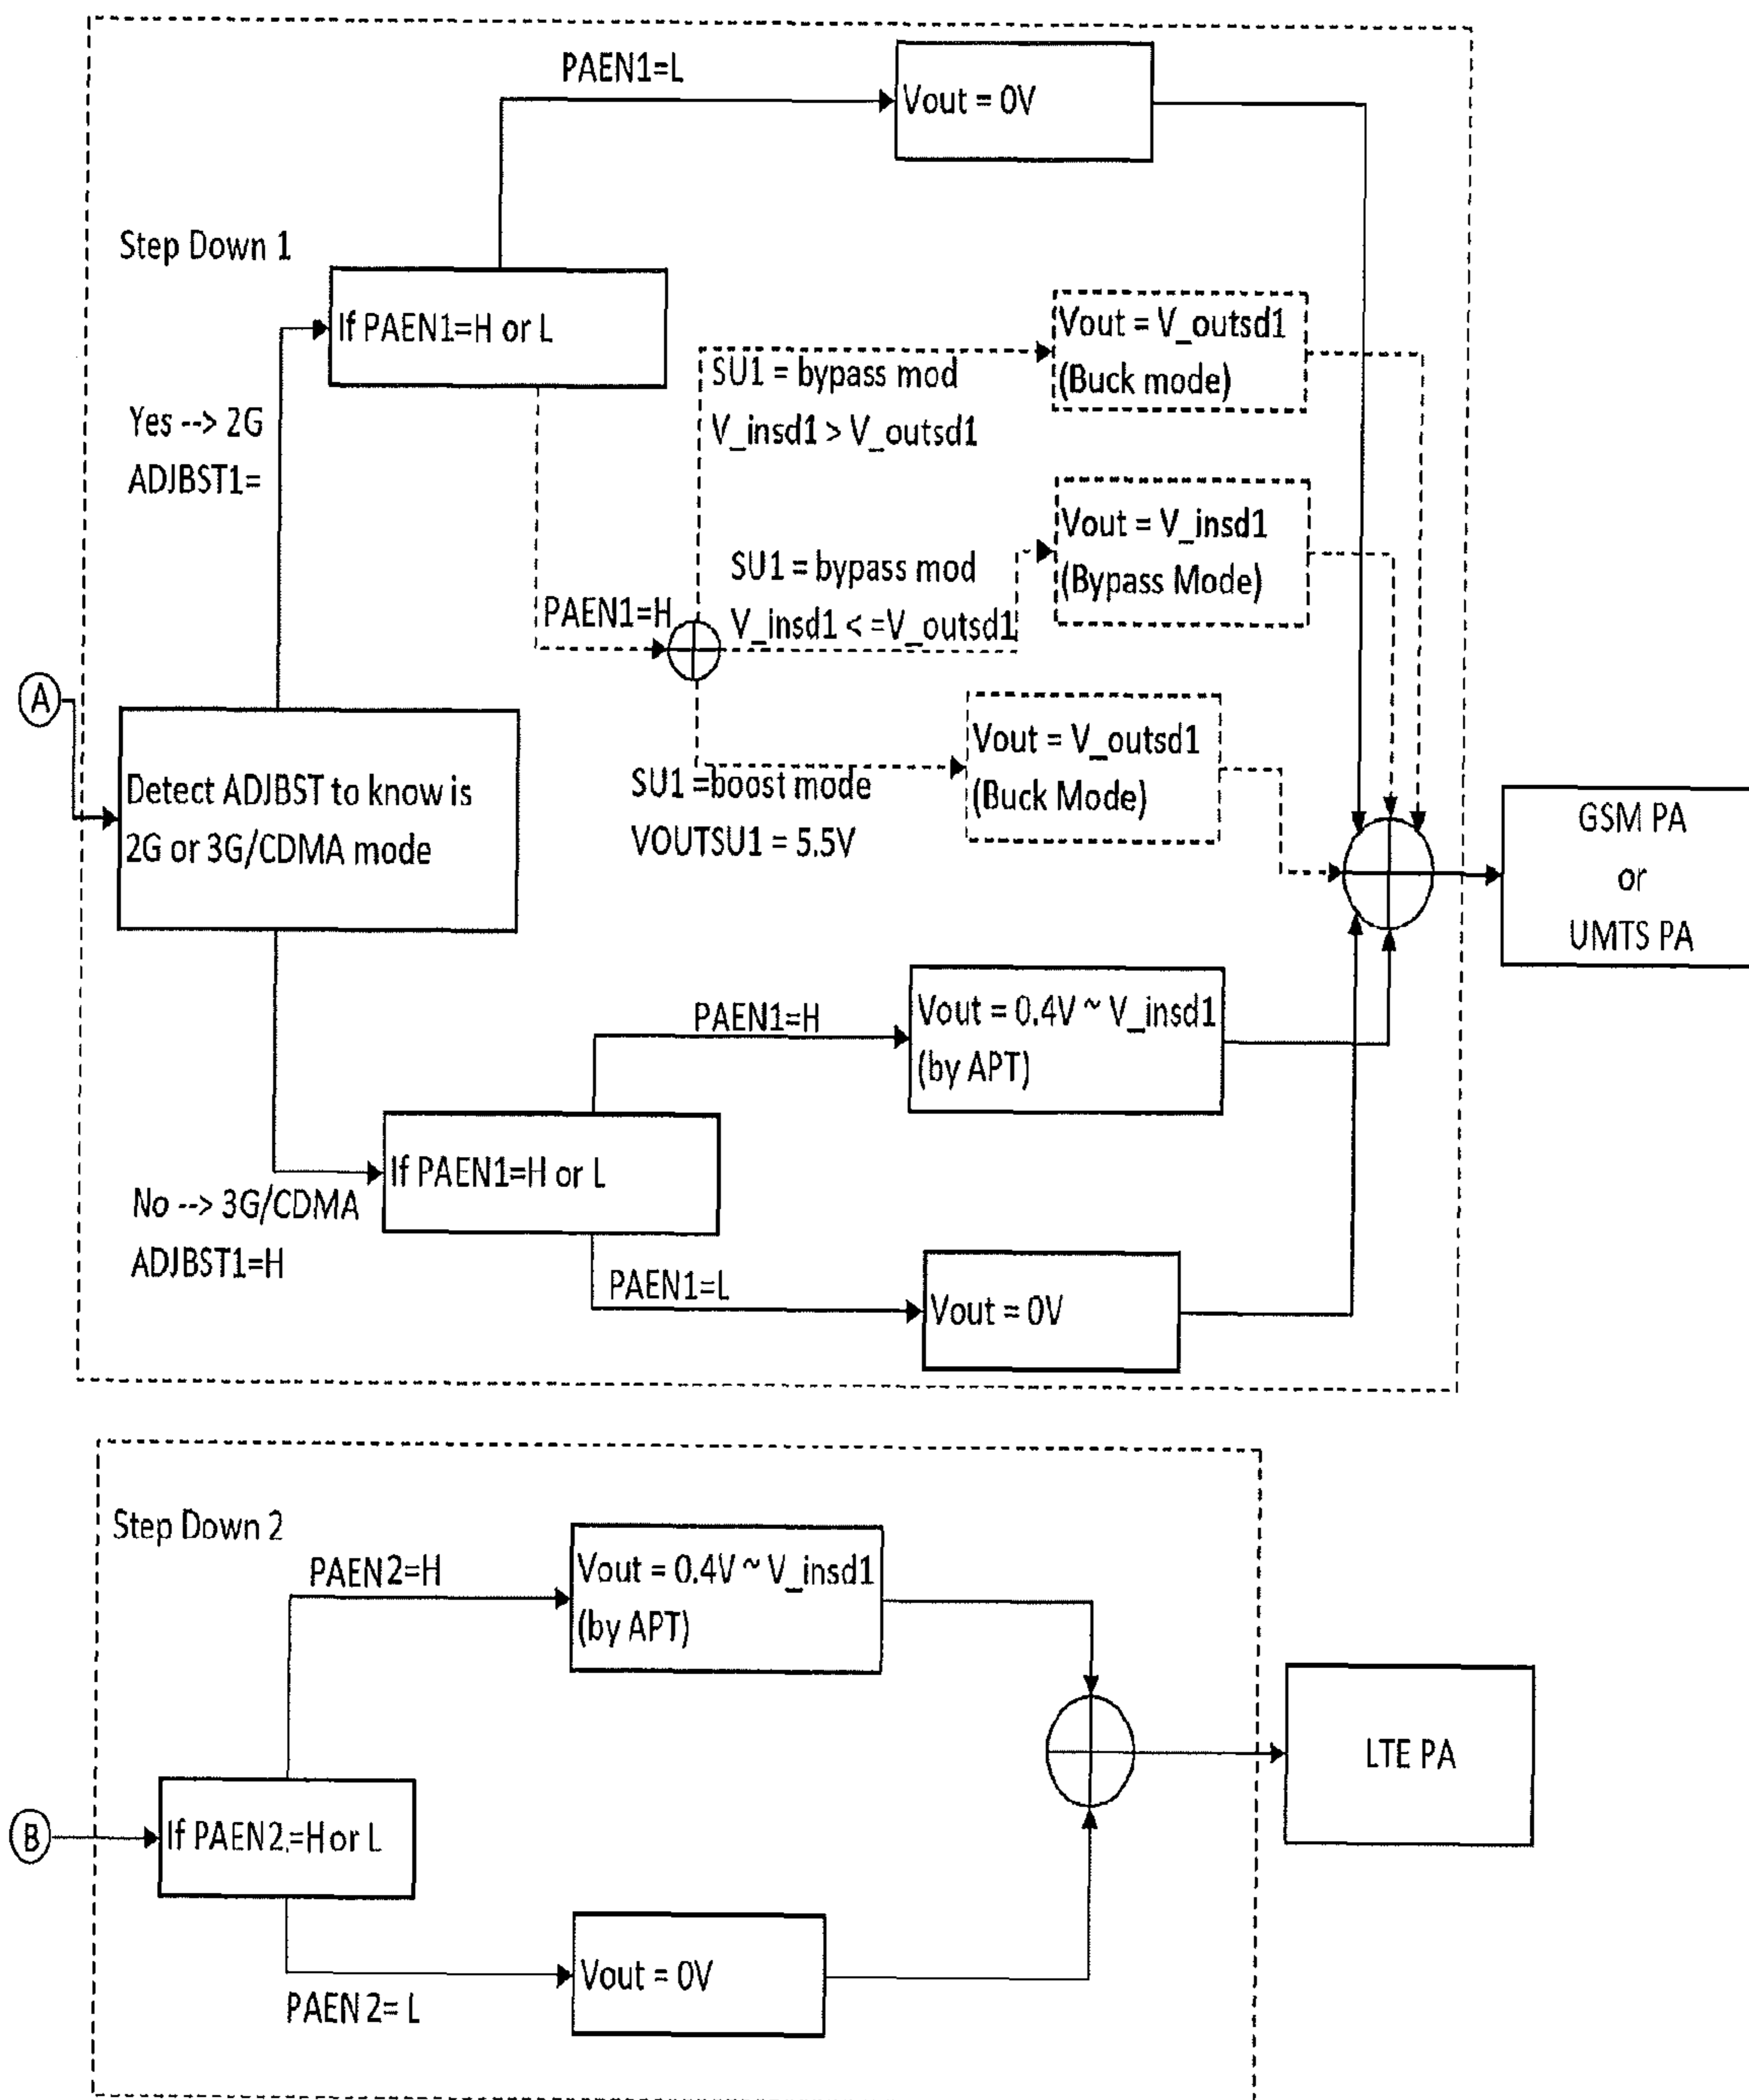 PAEN1=L
Vout = 0V
Step Down 1
If PAEN1=H or L
Yes --> 2G
ADJBST1=
SU1 = bypass mod
V_insd1 > V_outsd1
Vout = V_outsd1
(Buck mode)
SU1 = bypass mod
V_insd1 < =V_outsd1
Vout = V_insd1
(Bypass Mode)
PAEN1=H
A
Detect ADJBST to know is
2G or 3G/CDMA mode
SU1 =boost mode
VOUTSU1 = 5.5V
Vout = V_outsd1
(Buck Mode)
GSM PA
or
UMTS PA
PAEN1=H
Vout = 0.4V ~ V_insd1
(by APT)
If PAEN1=H or L
No --> 3G/CDMA
ADJBST1=H
PAEN1=L
Vout = 0V
Step Down 2
PAEN2=H
Vout = 0.4V ~ V_insd1
(by APT)
LTE PA
B
If PAEN2.=H or L
Vout = 0V
PAEN 2= L